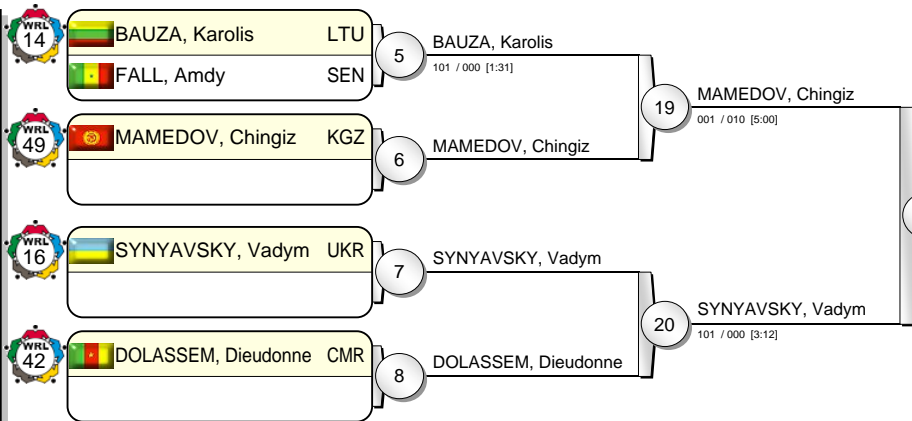 WRL
14
BAUZA, Karolis LTU
FALL, Amdy SEN
5
BAUZA, Karolis
101 / 000 [1:31]
WRL
49
MAMEDOV, Chingiz KGZ
6
MAMEDOV, Chingiz
19
MAMEDOV, Chingiz
001 / 010 [5:00]
WRL
16
SYNYAVSKY, Vadym UKR
7
SYNYAVSKY, Vadym
WRL
42
DOLASSEM, Dieudonne CMR
8
DOLASSEM, Dieudonne
20
SYNYAVSKY, Vadym
101 / 000 [3:12]